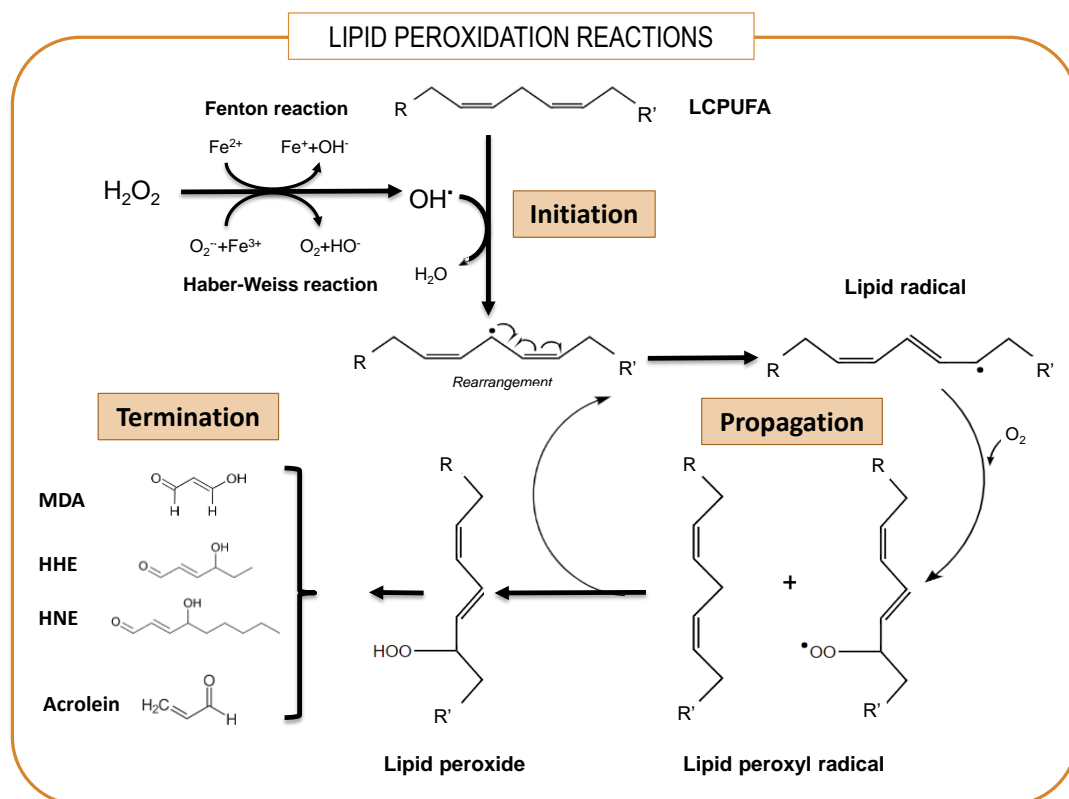 LIPID PEROXIDATION REACTIONS
Fenton reaction
Fe²⁺ Fe⁺+OH⁻
H₂O₂
OH•
O₂·⁻+Fe³⁺ O₂+HO⁻
Haber-Weiss reaction
R
R'
LCPUFA
Initiation
H₂O
R
R'
Rearrangement
Lipid radical
R
R'
Propagation
O₂
R
R
+
•OO
R'
R'
Lipid peroxyl radical
R
HOO
R'
Lipid peroxide
Termination
MDA
O
OH
H
H
HHE
O
OH
HNE
O
OH
Acrolein
H₂C
O
H